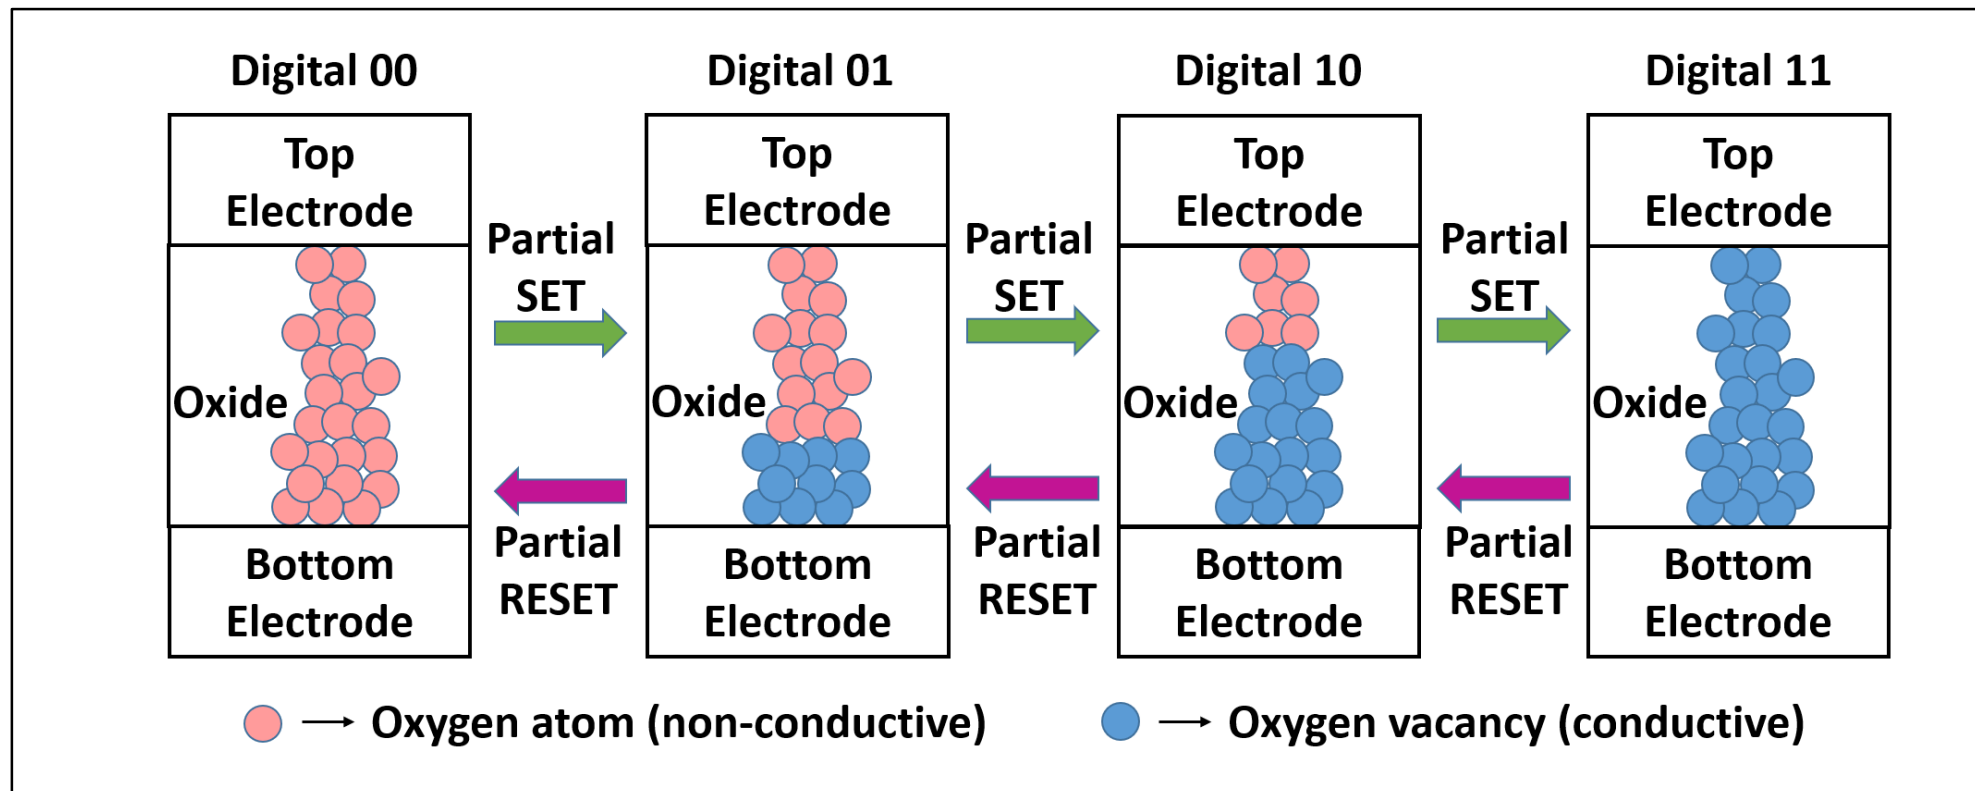 Digital 00
Digital 01
Digital 10
Digital 11
Top
Electrode
Top
Electrode
Top
Electrode
Top
Electrode
Partial
SET
Partial
SET
Partial
SET
Oxide
Oxide
Oxide
Oxide
Partial
RESET
Partial
RESET
Partial
RESET
Bottom
Electrode
Bottom
Electrode
Bottom
Electrode
Bottom
Electrode
Oxygen atom (non-conductive)
Oxygen vacancy (conductive)